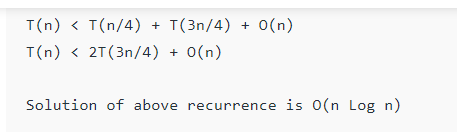 T(n) < T(n/4) + T(3n/4) + O(n)
T(n) < 2T(3n/4) + O(n)
Solution of above recurrence is O(n Log n)